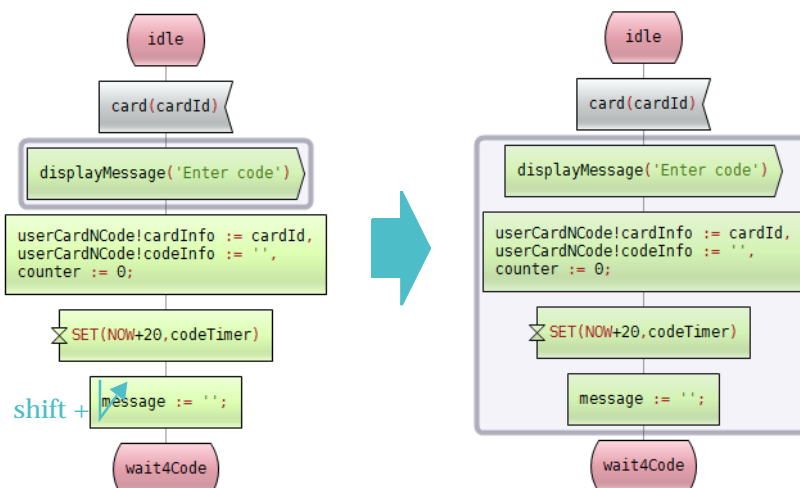 idle
card(cardId)
displayMessage('Enter code')
userCardNCode!cardInfo := cardId,
userCardNCode!codeInfo := '',
counter := 0;
SET(NOW+20,codeTimer)
shift +
message := '';
wait4Code
idle
card(cardId)
displayMessage('Enter code')
userCardNCode!cardInfo := cardId,
userCardNCode!codeInfo := '',
counter := 0;
SET(NOW+20,codeTimer)
message := '';
wait4Code